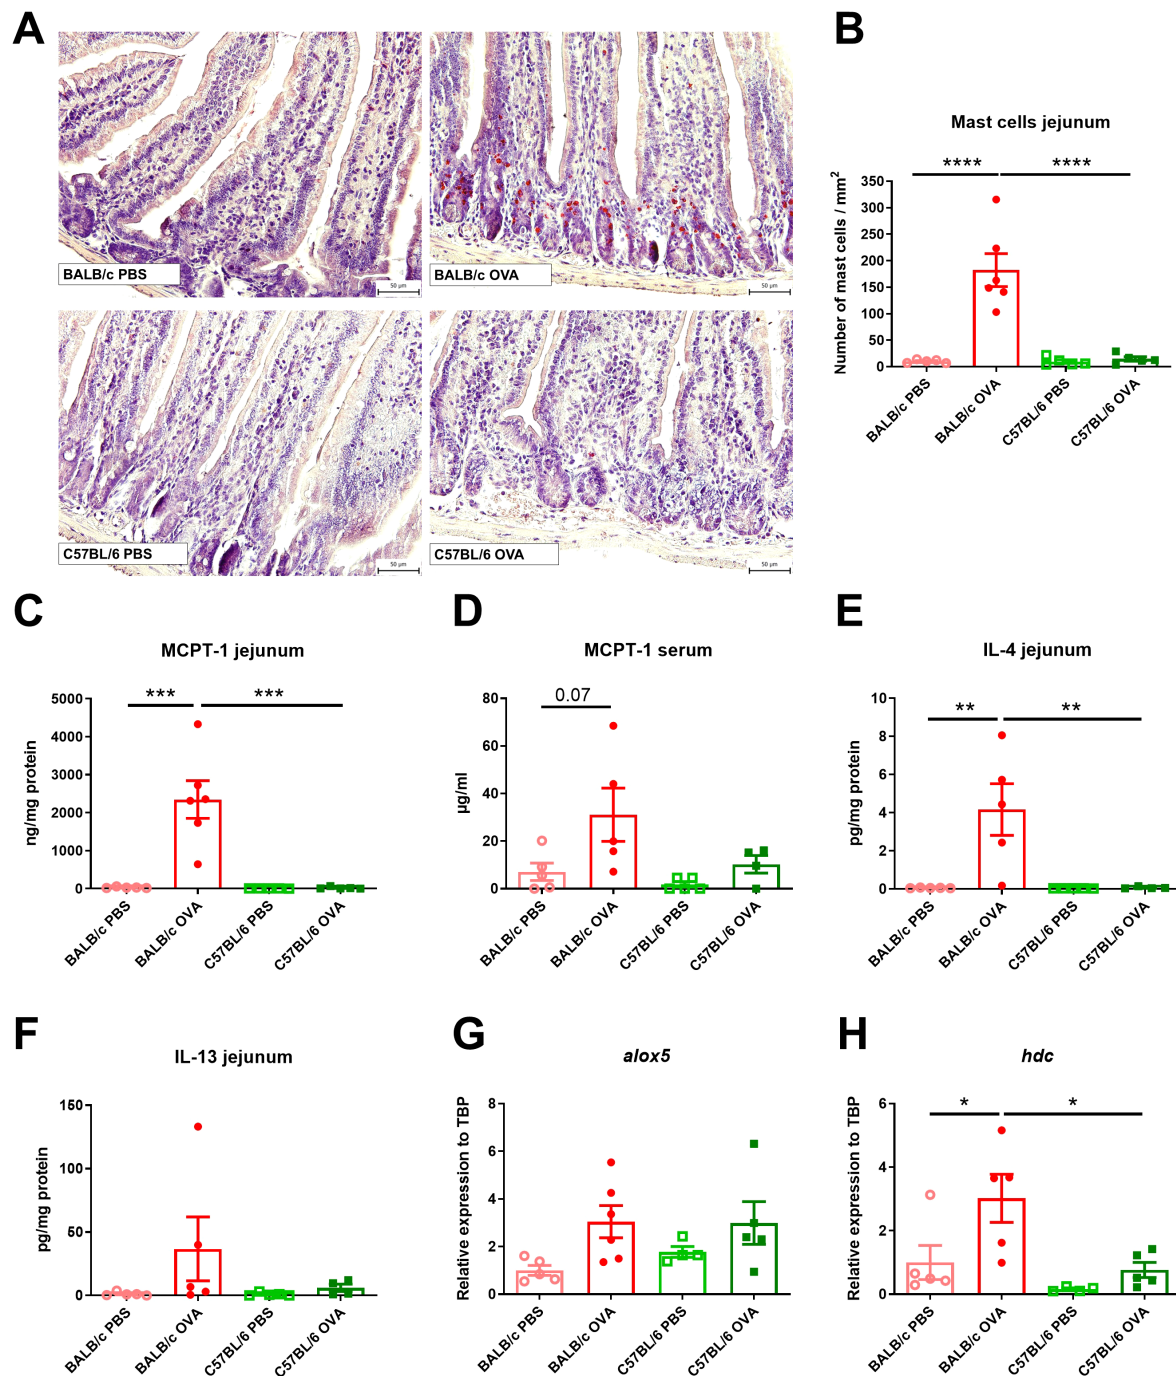 A
BALB/c PBS
50 µm
BALB/c OVA
50 µm
C57BL/6 PBS
50 µm
C57BL/6 OVA
50 µm
B
Mast cells jejunum
**** ****
Number of mast cells / mm²
350
300
250
200
150
100
50
0
BALB/c PBS
BALB/c OVA
C57BL/6 PBS
C57BL/6 OVA
C
MCPT-1 jejunum
*** ***
ng/mg protein
5000
4000
3000
2000
1000
0
BALB/c PBS
BALB/c OVA
C57BL/6 PBS
C57BL/6 OVA
D
MCPT-1 serum
0.07
µg/ml
80
60
40
20
0
BALB/c PBS
BALB/c OVA
C57BL/6 PBS
C57BL/6 OVA
E
IL-4 jejunum
** **
pg/mg protein
10
8
6
4
2
0
BALB/c PBS
BALB/c OVA
C57BL/6 PBS
C57BL/6 OVA
F
IL-13 jejunum
pg/mg protein
150
100
50
0
BALB/c PBS
BALB/c OVA
C57BL/6 PBS
C57BL/6 OVA
G
alox5
Relative expression to TBP
8
6
4
2
0
BALB/c PBS
BALB/c OVA
C57BL/6 PBS
C57BL/6 OVA
H
hdc
* *
Relative expression to TBP
6
4
2
0
BALB/c PBS
BALB/c OVA
C57BL/6 PBS
C57BL/6 OVA